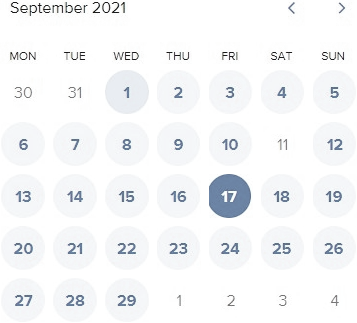 September 2021
MON TUE WED THU FRI SAT SUN
30 31 1 2 3 4 5
6 7 8 9 10 11 12
13 14 15 16 17 18 19
20 21 22 23 24 25 26
27 28 29 1 2 3 4